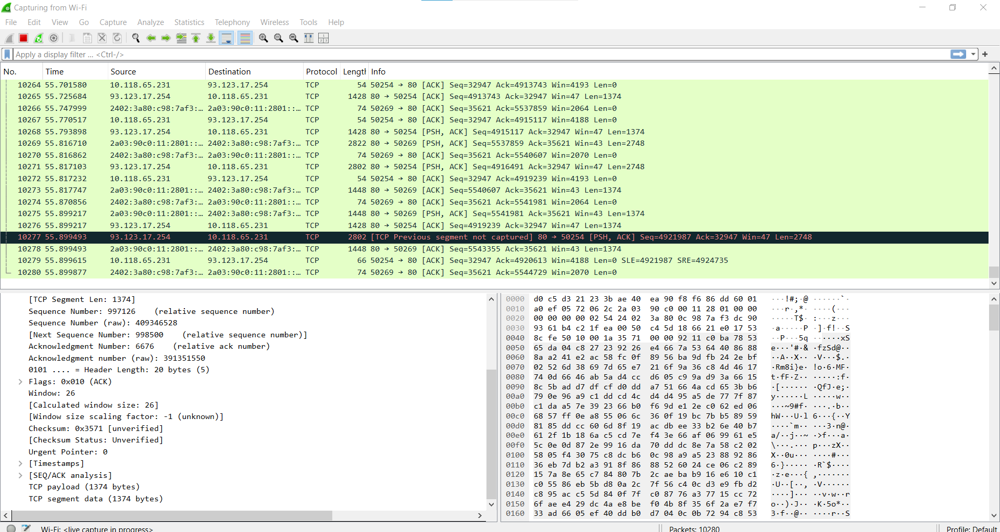 Capturing from Wi-Fi
File Edit View Go Capture Analyze Statistics Telephony Wireless Tools Help
Apply a display filter ... <Ctrl-/>
No. Time Source Destination Protocol Length Info
10264 55.701580 10.118.65.231 93.123.17.254 TCP 54 50254 → 80 [ACK] Seq=32947 Ack=4913743 Win=4193 Len=0
10265 55.725684 93.123.17.254 10.118.65.231 TCP 1428 80 → 50254 [ACK] Seq=4913743 Ack=32947 Win=47 Len=1374
10266 55.747999 2402:3a80:c98:7af3:… 2a03:90c0:11:2801::… TCP 74 50269 → 80 [ACK] Seq=35621 Ack=5537859 Win=2064 Len=0
10267 55.770517 10.118.65.231 93.123.17.254 TCP 54 50254 → 80 [ACK] Seq=32947 Ack=4915117 Win=4188 Len=0
10268 55.793898 93.123.17.254 10.118.65.231 TCP 1428 80 → 50254 [PSH, ACK] Seq=4915117 Ack=32947 Win=47 Len=1374
10269 55.816710 2a03:90c0:11:2801::… 2402:3a80:c98:7af3:… TCP 2822 80 → 50269 [PSH, ACK] Seq=5537859 Ack=35621 Win=43 Len=2748
10270 55.816862 2402:3a80:c98:7af3:… 2a03:90c0:11:2801::… TCP 74 50269 → 80 [ACK] Seq=35621 Ack=5540607 Win=2070 Len=0
10271 55.817103 93.123.17.254 10.118.65.231 TCP 2802 80 → 50254 [PSH, ACK] Seq=4916491 Ack=32947 Win=47 Len=2748
10272 55.817232 10.118.65.231 93.123.17.254 TCP 54 50254 → 80 [ACK] Seq=32947 Ack=4919239 Win=4193 Len=0
10273 55.817747 2a03:90c0:11:2801::… 2402:3a80:c98:7af3:… TCP 1448 80 → 50269 [ACK] Seq=5540607 Ack=35621 Win=43 Len=1374
10274 55.870856 2402:3a80:c98:7af3:… 2a03:90c0:11:2801::… TCP 74 50269 → 80 [ACK] Seq=35621 Ack=5541981 Win=2064 Len=0
10275 55.899217 2a03:90c0:11:2801::… 2402:3a80:c98:7af3:… TCP 1448 80 → 50269 [PSH, ACK] Seq=5541981 Ack=35621 Win=43 Len=1374
10276 55.899217 93.123.17.254 10.118.65.231 TCP 1428 80 → 50254 [ACK] Seq=4919239 Ack=32947 Win=47 Len=1374
10277 55.899493 93.123.17.254 10.118.65.231 TCP 2802 [TCP Previous segment not captured] 80 → 50254 [PSH, ACK] Seq=4921987 Ack=32947 Win=47 Len=2748
10278 55.899493 2a03:90c0:11:2801::… 2402:3a80:c98:7af3:… TCP 1448 80 → 50269 [ACK] Seq=5543355 Ack=35621 Win=43 Len=1374
10279 55.899615 10.118.65.231 93.123.17.254 TCP 66 50254 → 80 [ACK] Seq=32947 Ack=4920613 Win=4188 Len=0 SLE=4921987 SRE=4924735
10280 55.899877 2402:3a80:c98:7af3:… 2a03:90c0:11:2801::… TCP 74 50269 → 80 [ACK] Seq=35621 Ack=5544729 Win=2070 Len=0
[TCP Segment Len: 1374]
Sequence Number: 997126 (relative sequence number)
Sequence Number (raw): 409346528
[Next Sequence Number: 998500 (relative sequence number)]
Acknowledgment Number: 6676 (relative ack number)
Acknowledgment number (raw): 391351550
0101 .... = Header Length: 20 bytes (5)
Flags: 0x010 (ACK)
Window: 26
[Calculated window size: 26]
[Window size scaling factor: -1 (unknown)]
Checksum: 0x3571 [unverified]
[Checksum Status: Unverified]
Urgent Pointer: 0
[Timestamps]
[SEQ/ACK analysis]
TCP payload (1374 bytes)
TCP segment data (1374 bytes)
0000 d0 c5 d3 21 23 3b ae 40 ea 90 f8 f6 86 dd 60 01 ···!#;·@ ······`·
0010 a0 ef 05 72 06 2c 2a 03 90 c0 00 11 28 01 00 00 ···r·,*· ····(···
0020 00 00 00 00 02 54 24 02 3a 80 0c 98 7a f3 dc 90 ·····T$· :···z···
0030 93 61 b4 c2 1f ea 00 50 c4 5d 18 66 21 e0 17 53 ·a·····P ·]·f!··S
0040 8c fe 50 10 00 1a 35 71 00 00 92 11 c0 ba 78 53 ··P···5q ······xS
0050 65 da 04 c8 27 23 92 26 e4 66 7a 53 64 40 86 88 e···'#·& ·fzSd@··
0060 8a a2 41 e2 ac 58 fc 0f 89 56 ba 9d fb 24 2e bf ··A··X·· ·V···$.·
0070 02 52 6d 38 69 7d 65 e7 21 6f 9a 36 c8 4d 46 17 ·Rm8i}e· !o·6·MF·
0080 74 0d 66 46 ab 5a d4 cc d6 05 c9 9a d3 3a 66 15 t·fF·Z·· ·····:f·
0090 8c 5b ad d7 df cf d0 dd a7 51 66 4a cd 65 3b b6 ·[······ ·QfJ·e;·
00a0 79 0e 96 a9 c1 dd cd 4c d4 d4 95 a5 de 77 7f 87 y······L ·····w··
00b0 c1 da a5 7e 39 23 66 b0 f6 9d e1 2e c0 62 ed 06 ···~9#f· ···.·b··
00c0 68 57 ff 0e a8 55 06 6c 36 0f 19 bc 7b b5 89 59 hW···U·l 6···{··Y
00d0 81 85 dd cc 60 6d 8f 19 ac db ee 33 b2 6e 40 b7 ····`m·· ···3·n@·
00e0 61 2f 1b 18 6a c5 cd 7e f4 3e 66 af 06 99 61 e5 a/··j··~ ·>f···a·
00f0 5c 0e 0d 87 2e 99 16 da 70 dd dc 8e 7a 58 c2 02 \···.··· p···zX··
0100 58 05 f4 30 75 c8 dc b6 0c 98 a9 a5 23 88 92 86 X··0u··· ····#···
0110 36 eb 7d b2 a3 91 8f 86 88 52 60 24 ce 06 c2 89 6·}····· ·R`$····
0120 15 7a 8e 65 c7 84 80 7b 2c ae ba b9 16 e6 10 c1 ·z·e···{ ,·······
0130 c0 55 86 eb 5b d8 0a 2c 7f 56 c4 0c d3 e9 fb d2 ·U··[··, ·V······
0140 c8 95 ac c5 5d 84 0f 7f c0 87 76 a3 77 15 cc 72 ····]··· ··v·w··r
0150 6f ae e4 29 dc 4a e8 be f0 4b 8f 35 6f 2a e7 f7 o··)·J·· ·K·5o*··
0160 33 ad 66 05 ef 40 dd b0 d7 04 0c 0b 72 94 c8 53 3·f··@·· ····r··S
Wi-Fi: <live capture in progress> Packets: 10280 Profile: Default